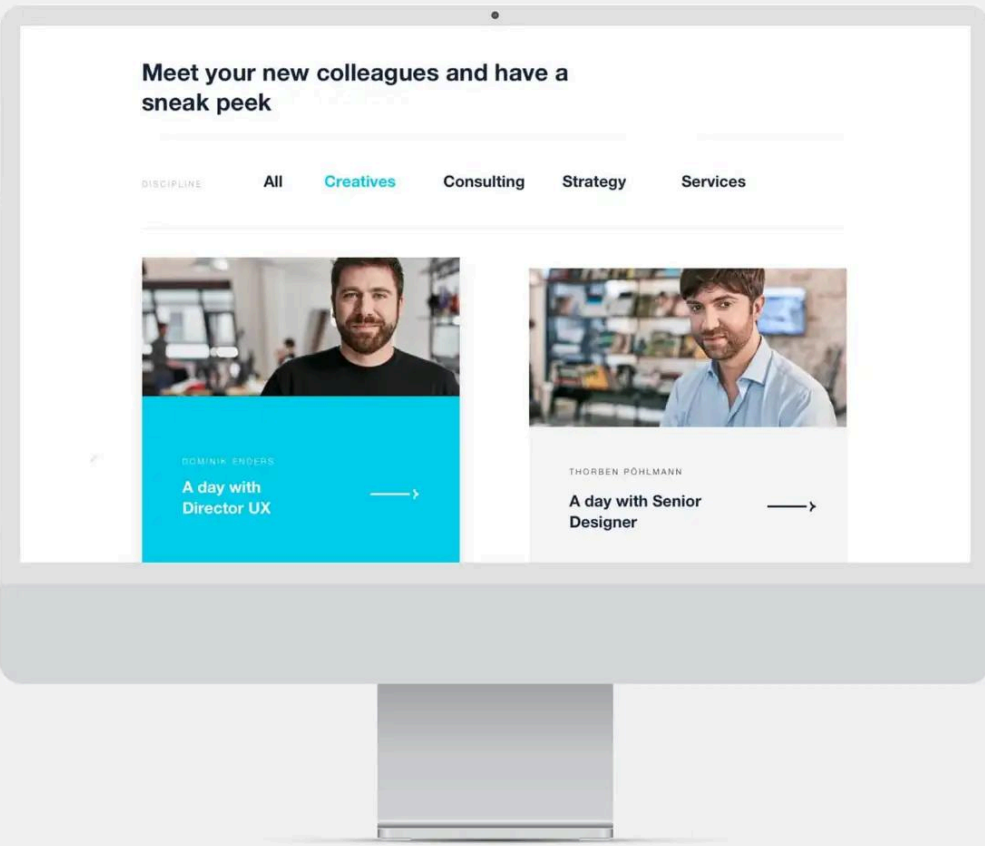 Meet your new colleagues and have a
sneak peek
DISCIPLINE All Creatives Consulting Strategy Services
DOMINIK ENDERS
A day with
Director UX
THORBEN PÖHLMANN
A day with Senior
Designer